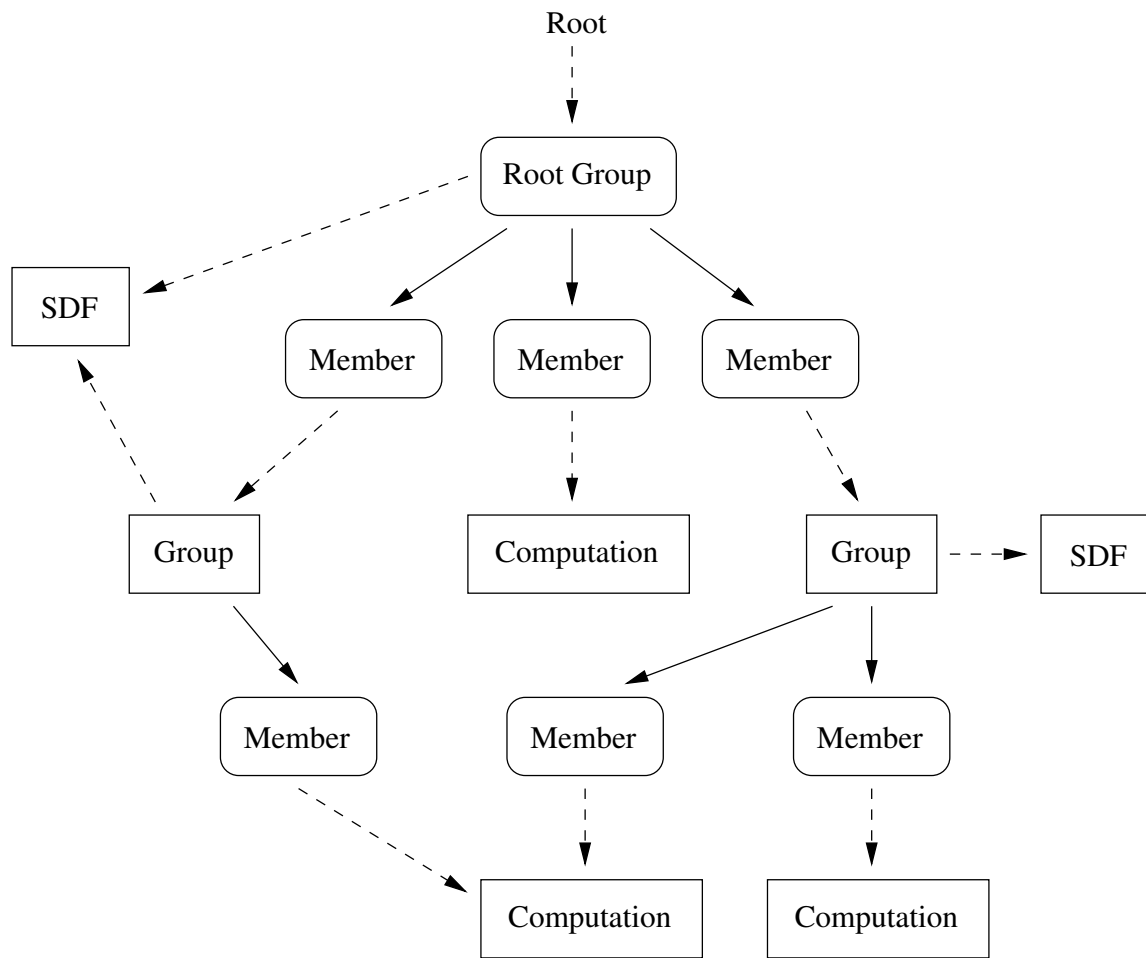 Root
Root Group
SDF
Member
Member
Member
Group
Computation
Group
SDF
Member
Member
Member
Computation
Computation